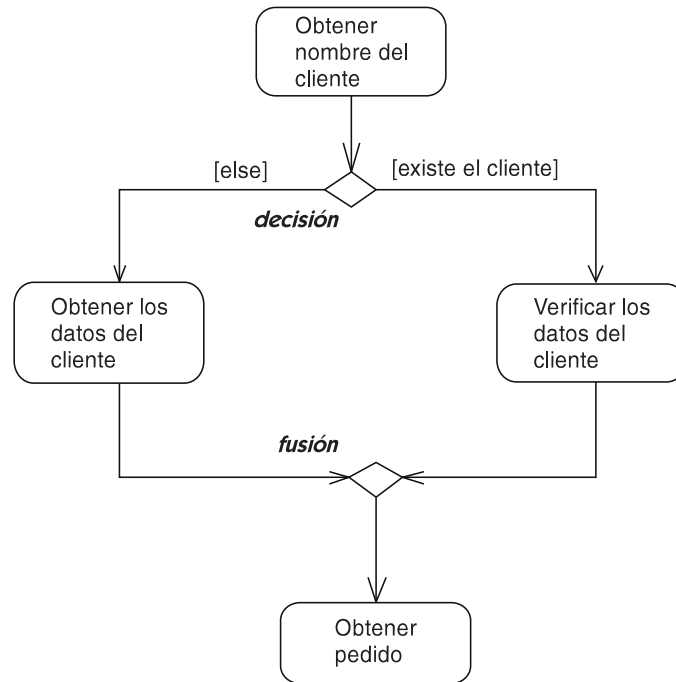 Obtener
nombre del
cliente
[else]
[existe el cliente]
decisión
Obtener los
datos del
cliente
Verificar los
datos del
cliente
fusión
Obtener
pedido